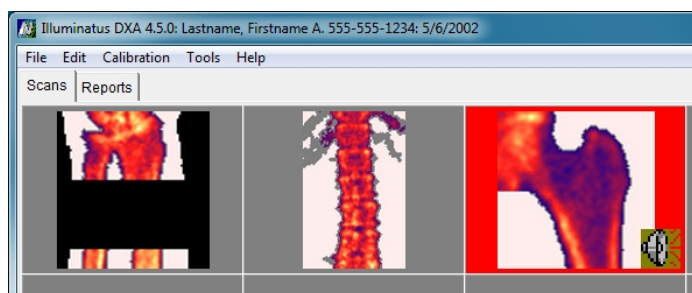 Illuminatus DXA 4.5.0: Lastname, Firstname A. 555-555-1234: 5/6/2002
File Edit Calibration Tools Help
Scans Reports